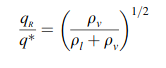 q_R / q* = (ρ_v / (ρ_l + ρ_v))^{1/2}